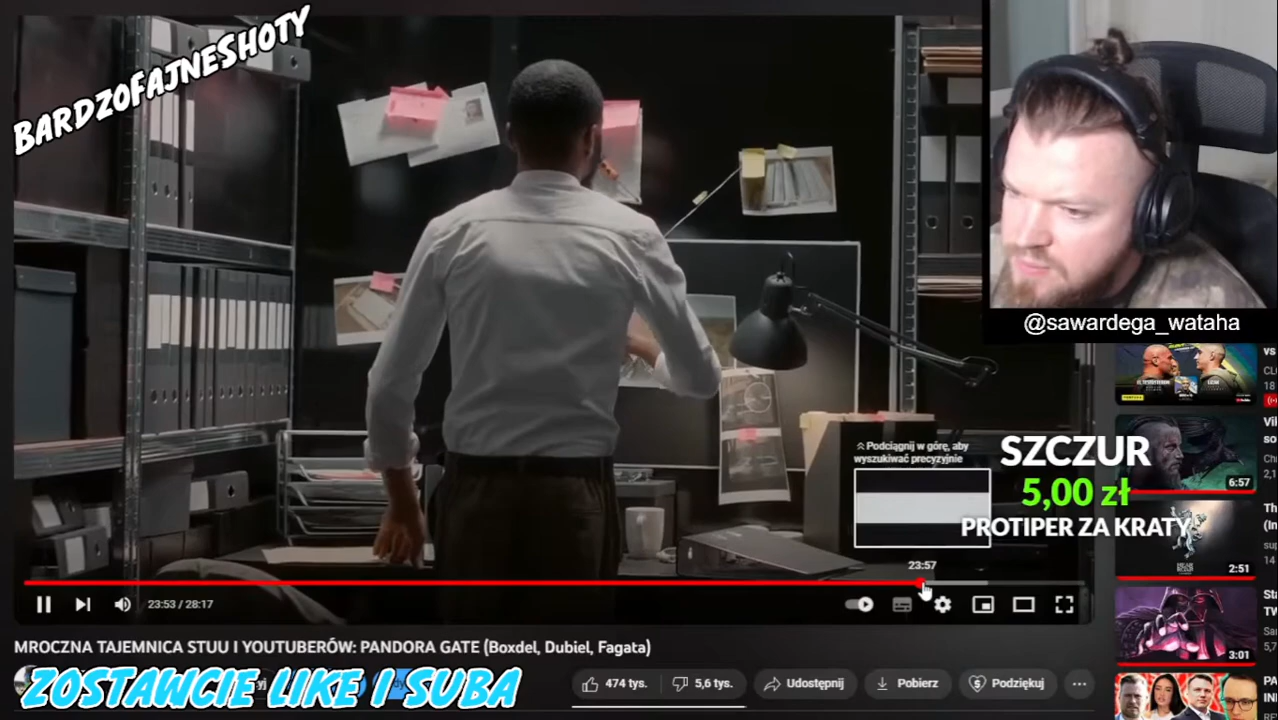 BARDZOFAJNESHOTY
@sawardega_wataha
Podciągnij w górę, aby
wyszukiwać precyzyjnie
SZCZUR
5,00 zł
PROTIPER ZA KRATY
23:57
23:53 / 28:17
MROCZNA TAJEMNICA STUU I YOUTUBERÓW: PANDORA GATE (Boxdel, Dubiel, Fagata)
ZOSTAWCIE LIKE I SUBA
474 tys.
5,6 tys.
Udostępnij
Pobierz
Podziękuj
vs
18
6:57
2:51
3:01